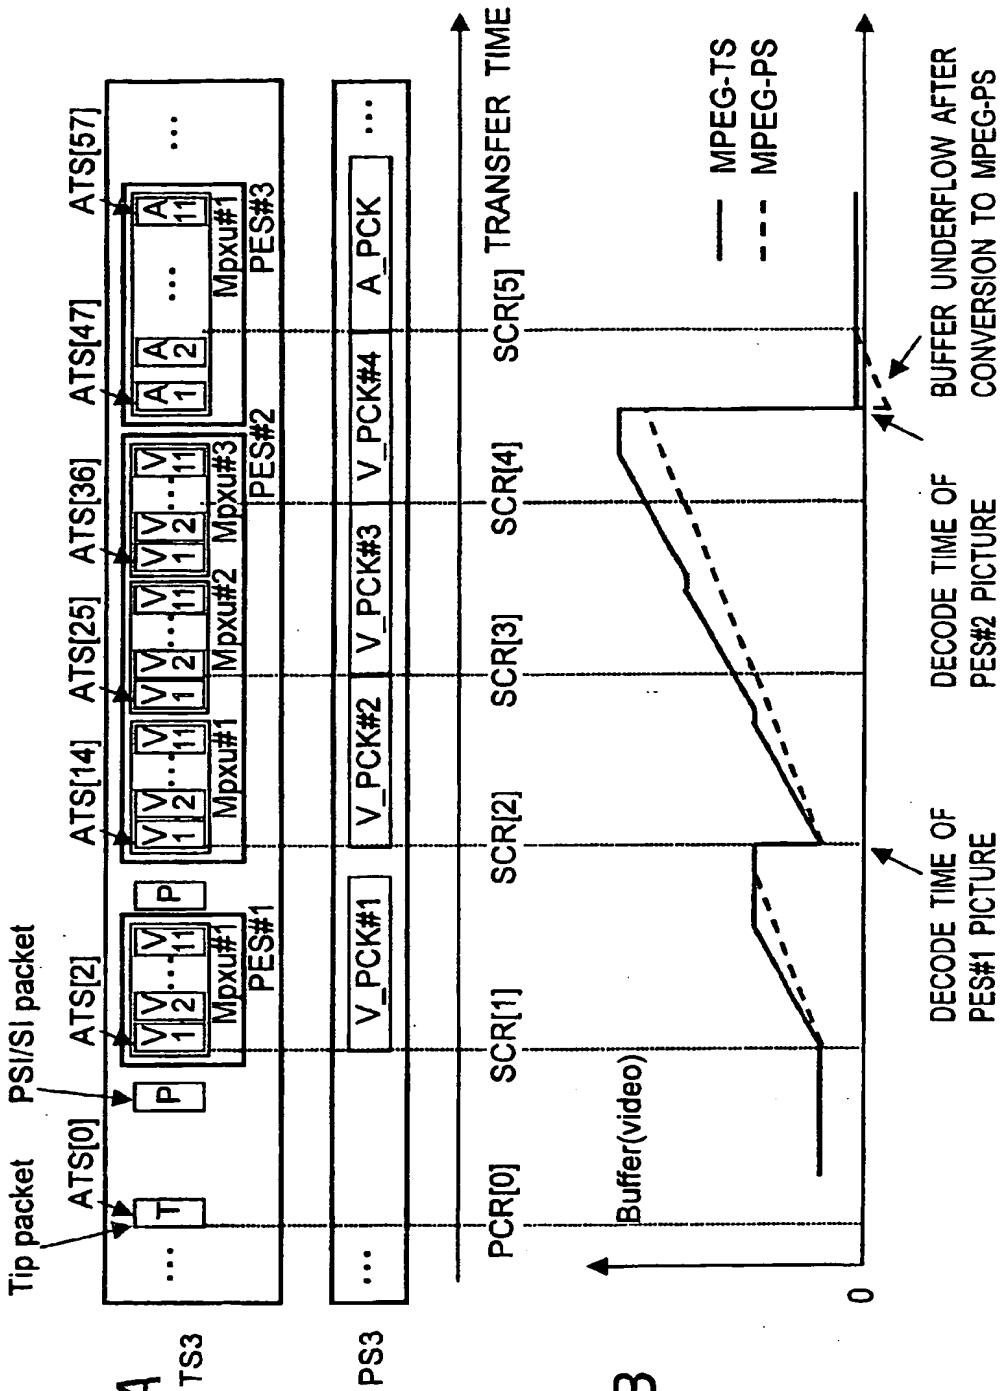 A
Tip packet
PSI/SI packet
ATS[0]
ATS[2]
ATS[14]
ATS[25]
ATS[36]
ATS[47]
ATS[57]
TS3
...
T
P
V 1
V 2
...
V 11
Mpxu#1
PES#1
P
V 1
V 2
...
V 11
Mpxu#1
V 1
V 2
...
V 11
Mpxu#2
V 1
V 2
...
V 11
Mpxu#3
PES#2
A 1
A 2
...
A 11
Mpxu#1
PES#3
...
PS3
...
V_PCK#1
V_PCK#2
V_PCK#3
V_PCK#4
A_PCK
...
TRANSFER TIME
PCR[0]
SCR[1]
SCR[2]
SCR[3]
SCR[4]
SCR[5]
B
Buffer(video)
MPEG-TS
MPEG-PS
0
DECODE TIME OF
PES#1 PICTURE
DECODE TIME OF
PES#2 PICTURE
BUFFER UNDERFLOW AFTER
CONVERSION TO MPEG-PS